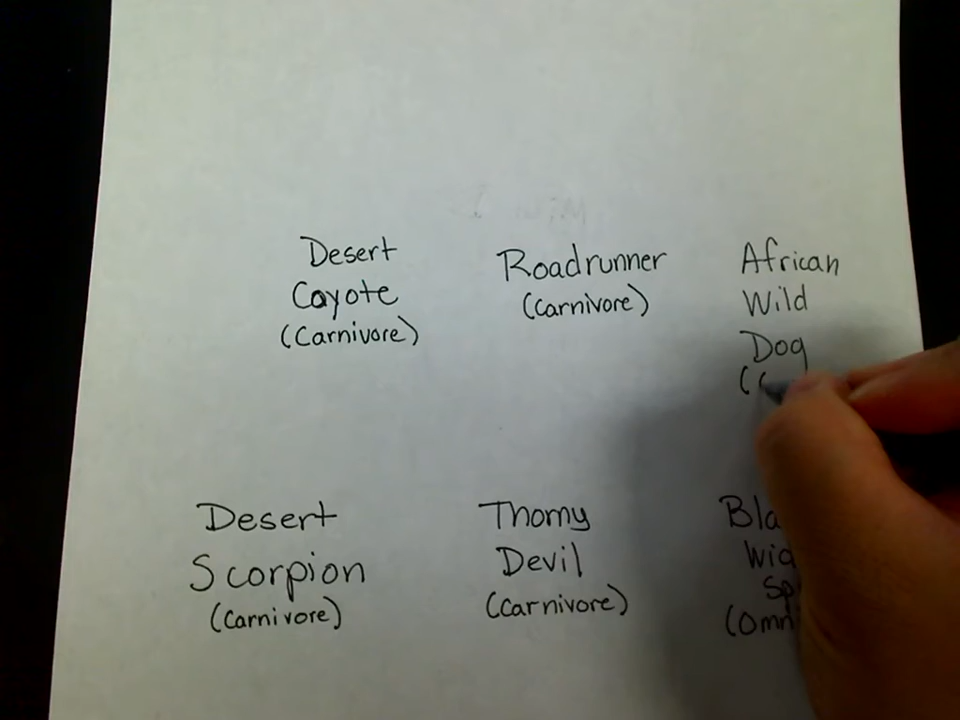 Desert
Coyote
(Carnivore)
Roadrunner
(Carnivore)
African
Wild
Dog
Desert
Scorpion
(Carnivore)
Thorny
Devil
(Carnivore)